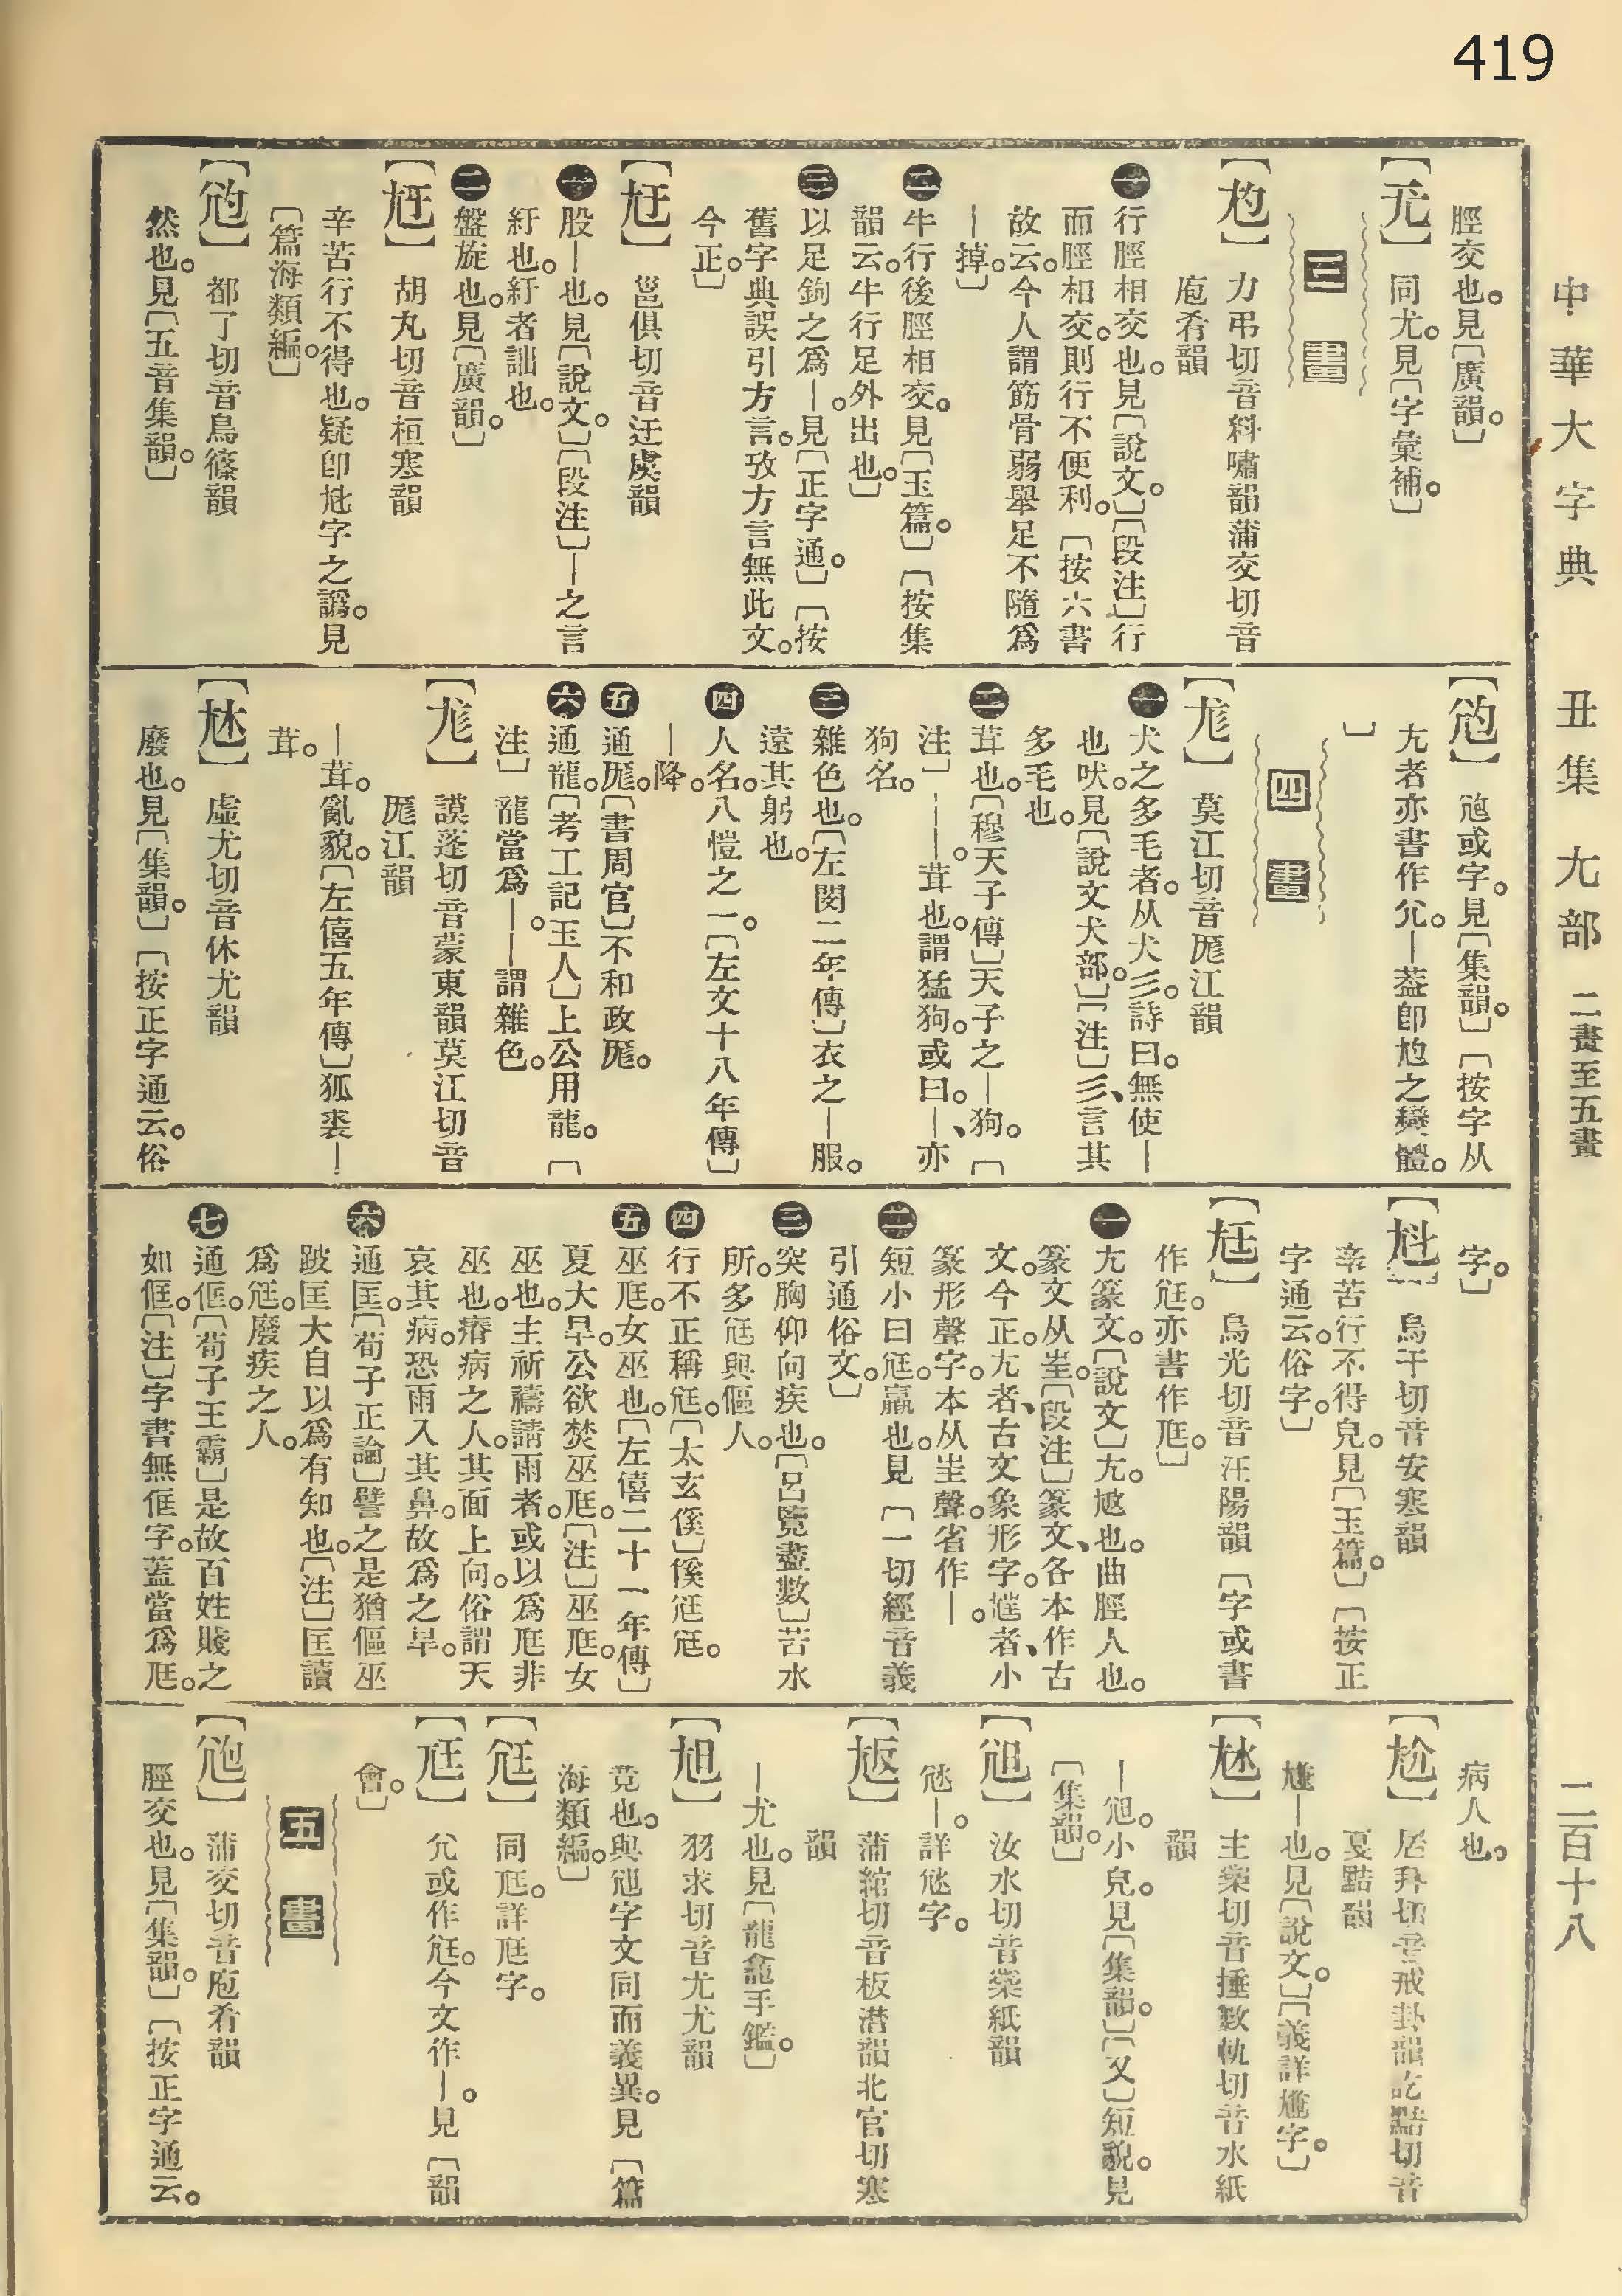 419
中華大字典　丑集　尢部　二畫至五畫　二百十八
脛交也。見〔廣韻。〕
同尤。見〔字彙補。〕
三畫
〔尥〕力弔切音料嘯韻蒲交切音
庖肴韻
㊀行脛相交也。見〔說文。〕〔段注〕行
而脛相交。則行不便利。〔按六書
故云。今人謂筋骨弱舉足不隨爲
―掉。〕
㊁牛行後脛相交。見〔玉篇。〕〔按集
韻云。牛行足外出也。〕
㊂以足鉤之爲―。見〔正字通。〕〔按
舊字典誤引方言。攷方言無此文。
今正。〕
〔尪〕邕俱切音迂虞韻
㊀股―也。見〔說文。〕〔段注〕―之言
紆也。紆者詘也。
㊁盤旋也。見〔廣韻。〕
胡丸切音桓寒韻
辛苦行不得也。疑卽尦字之譌。見
〔篇海類編。〕
都了切音鳥篠韻
然也。見〔五音集韻。〕
尥或字。見〔集韻。〕〔按字从
尢者亦書作尣。―葢卽尥之變體。
〕
四畫
〔尨〕莫江切音厖江韻
㊀犬之多毛者。从犬彡。詩曰。無使―
也吠。見〔說文犬部。〕〔注〕彡、言其
多毛也。
㊁茸也。〔穆天子傳〕天子之―狗。〔
注〕――。茸也。謂猛狗。或曰。―、亦
狗名。
㊂雜色也。〔左閔二年傳〕衣之―服。
遠其躬也。
㊃人名。八愷之一。〔左文十八年傳〕
―降。
㊄通厖。〔書周官〕不和政厖。
㊅通龍。〔考工記玉人〕上公用龍。〔
注〕龍當爲―。―謂雜色。
〔尨〕謨蓬切音蒙東韻莫江切音
厖江韻
―茸。亂貌。〔左僖五年傳〕狐裘―
茸。
虛尤切音休尤韻
廢也。見〔集韻。〕〔按正字通云。俗
字。〕
烏干切音安寒韻
辛苦行不得皃。見〔玉篇。〕〔按正
字通云。俗字。〕
〔尪〕烏光切音汪陽韻〔字或書
作尫。亦書作尩。〕
㊀尢篆文。〔說文〕尢。𡯁也。曲脛人也。
篆文从㞷。〔段注〕篆文、各本作古
文。今正。尢者、古文象形字。𡯧者、小
篆形聲字。本从㞷聲。省作―。
㊁短小曰尫。羸也。見〔一切經音義
引通俗文。〕
㊂突胸仰向疾也。〔呂覽盡數〕苦水
所。多尫與傴人。
㊃行不正稱尫。〔太玄傒〕傒尫尫。
㊄巫尩。女巫也。〔左僖二十一年傳〕
夏大旱。公欲焚巫尩。〔注〕巫尩。女
巫也。主祈禱請雨者。或以爲尩非
巫也。瘠病之人。其面上向。俗謂天
哀其病。恐雨入其鼻。故爲之旱。
㊅通匡。〔荀子正論〕譬之是猶傴巫
跛匡大自以爲有知也。〔注〕匡讀
爲尫。廢疾之人。
㊆通㑌。〔荀子王霸〕是故百姓賤之
如㑌。〔注〕字書無㑌字。蓋當爲尩。
病人也。
〔尬〕居拜切音戒卦韻訖黠切音
戛黠韻
尲―也。見〔說文。〕〔義詳尲字。〕
主橤切音捶數軌切音水紙
韻
―尥。小皃。見〔集韻。〕〔又〕短貌。見
〔集韻。〕
汝水切音橤紙韻
―。詳字。
蒲綰切音板潸韻北官切寒
韻
―尤也。見〔龍龕手鑑。〕
羽求切音尤尤韻
竟也。與字文同而義異。見〔篇
海類編。〕
〔尫〕同尩。詳尩字。
〔尩〕尣或作尫。今文作―。見〔韻
會。〕
五畫
蒲交切音庖肴韻
脛交也。見〔集韻。〕〔按正字通云。